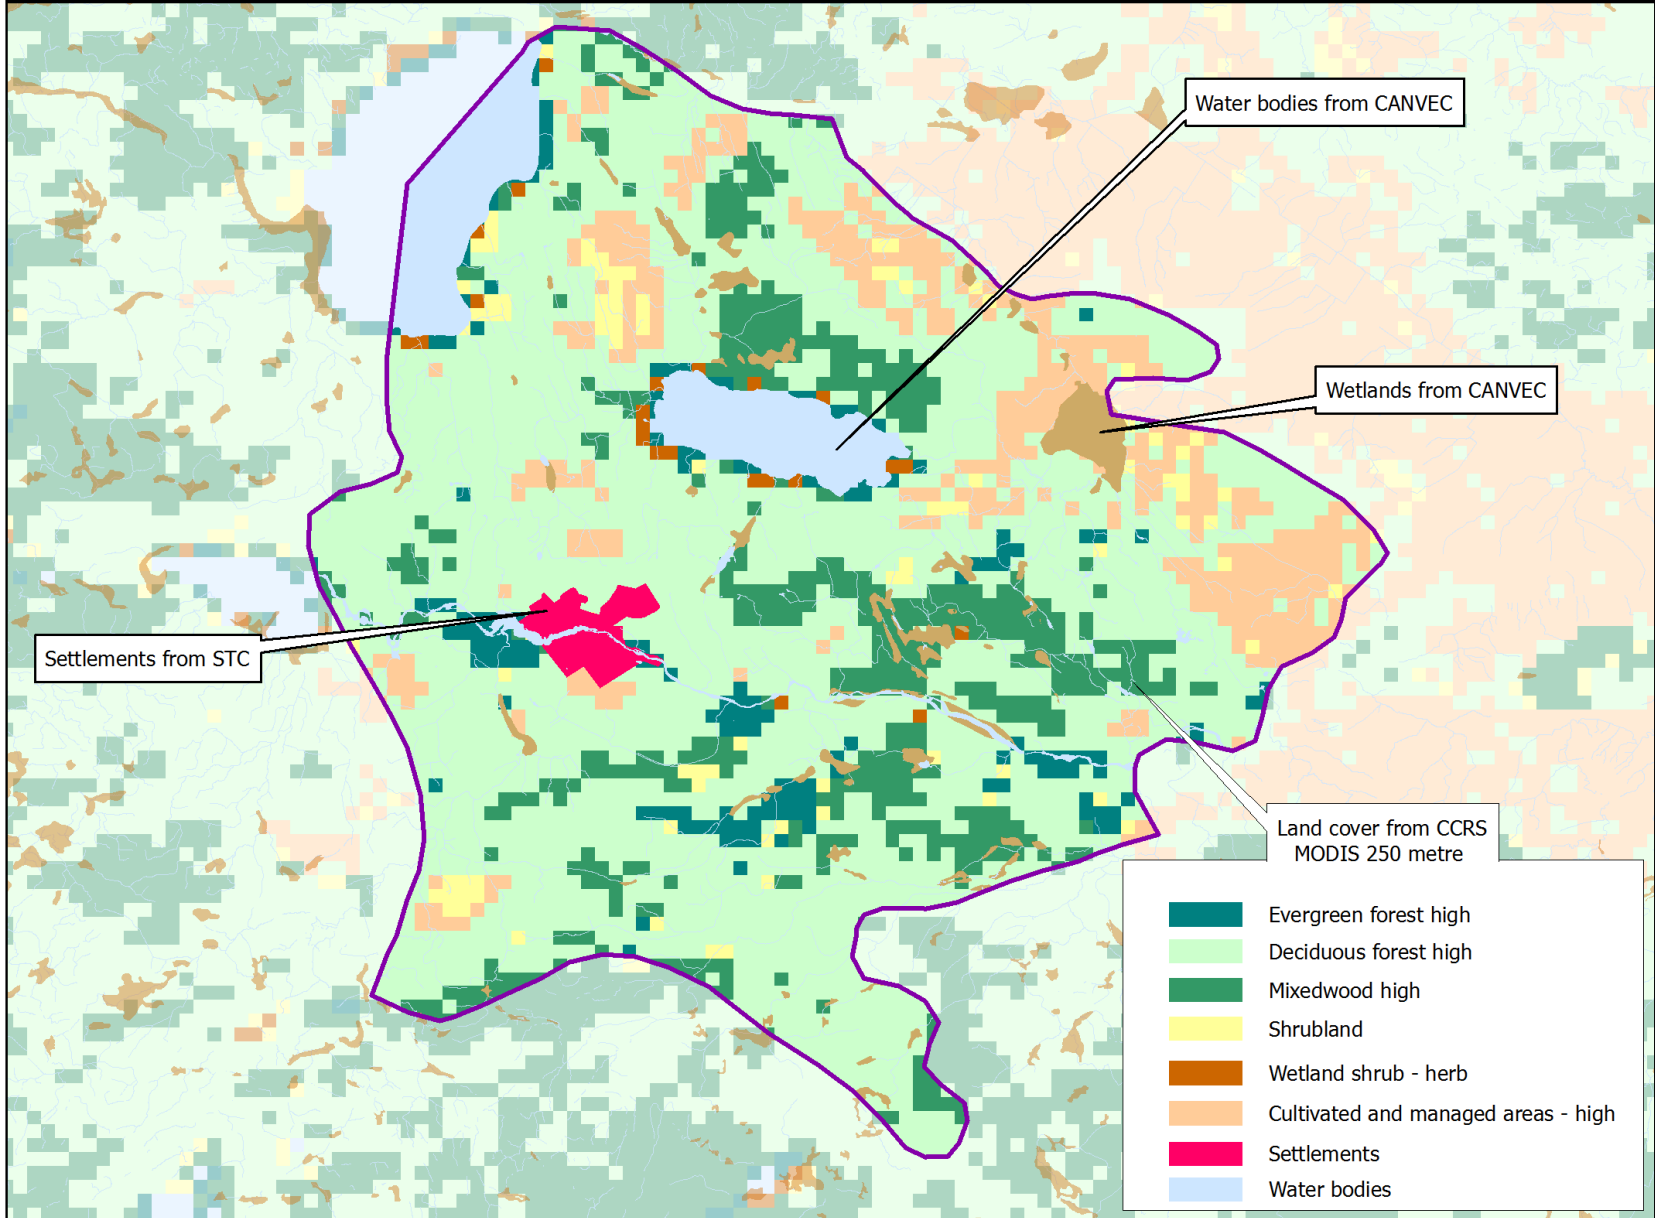 Water bodies from CANVEC
Wetlands from CANVEC
Settlements from STC
Land cover from CCRS
MODIS 250 metre
Evergreen forest high
Deciduous forest high
Mixedwood high
Shrubland
Wetland shrub - herb
Cultivated and managed areas - high
Settlements
Water bodies